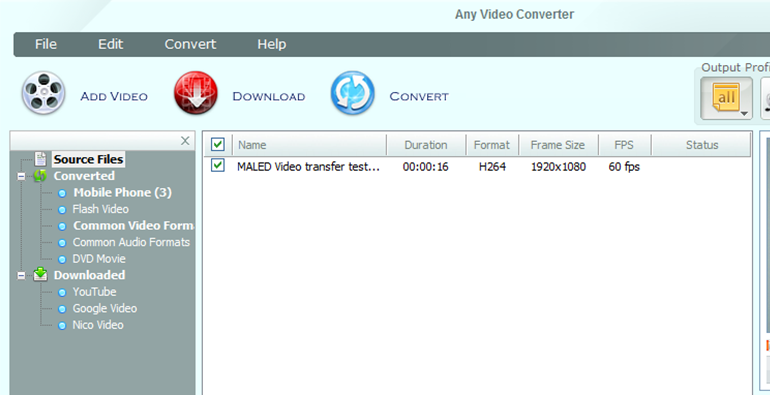 Any Video Converter
File Edit Convert Help
Output Profi
ADD VIDEO DOWNLOAD CONVERT
all
Name Duration Format Frame Size FPS Status
MALED Video transfer test... 00:00:16 H264 1920x1080 60 fps
Source Files
Converted
Mobile Phone (3)
Flash Video
Common Video Forma
Common Audio Formats
DVD Movie
Downloaded
YouTube
Google Video
Nico Video